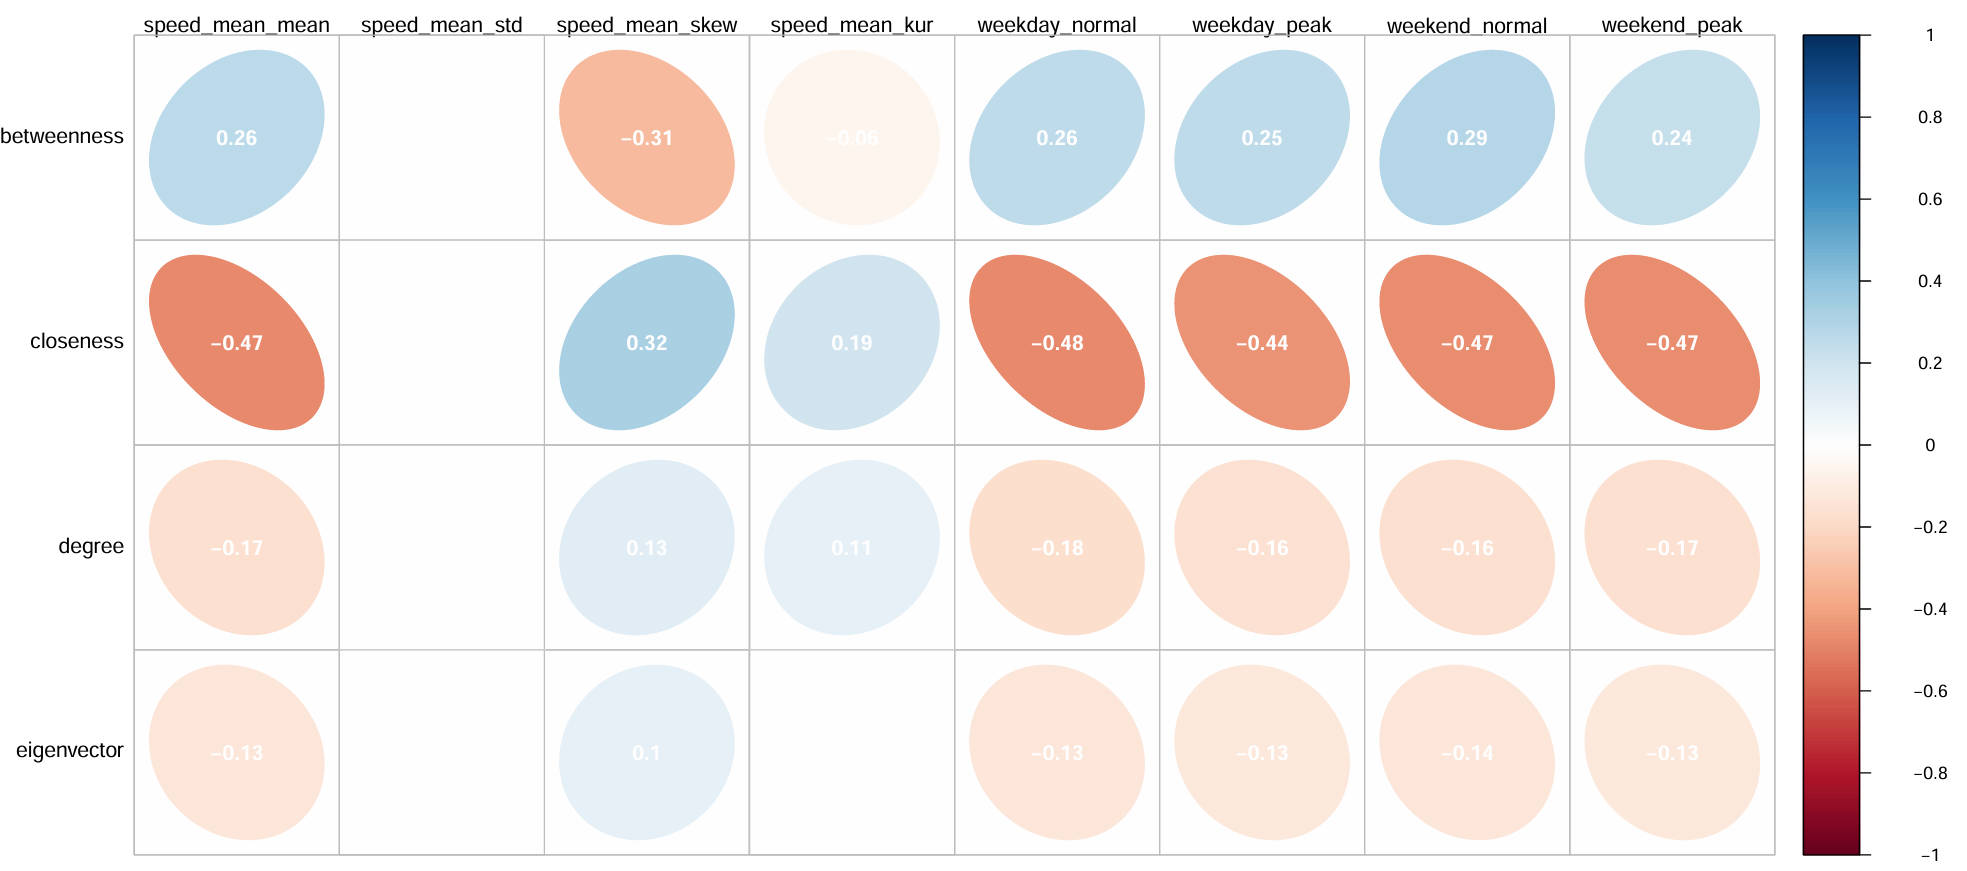 speed_mean_mean speed_mean_std speed_mean_skew speed_mean_kur weekday_normal weekday_peak weekend_normal weekend_peak
betweenness 0.26 −0.31 −0.06 0.26 0.25 0.29 0.24
closeness −0.47 0.32 0.19 −0.48 −0.44 −0.47 −0.47
degree −0.17 0.13 0.11 −0.18 −0.16 −0.16 −0.17
eigenvector −0.13 0.1 −0.13 −0.13 −0.14 −0.13
1
0.8
0.6
0.4
0.2
0
−0.2
−0.4
−0.6
−0.8
−1